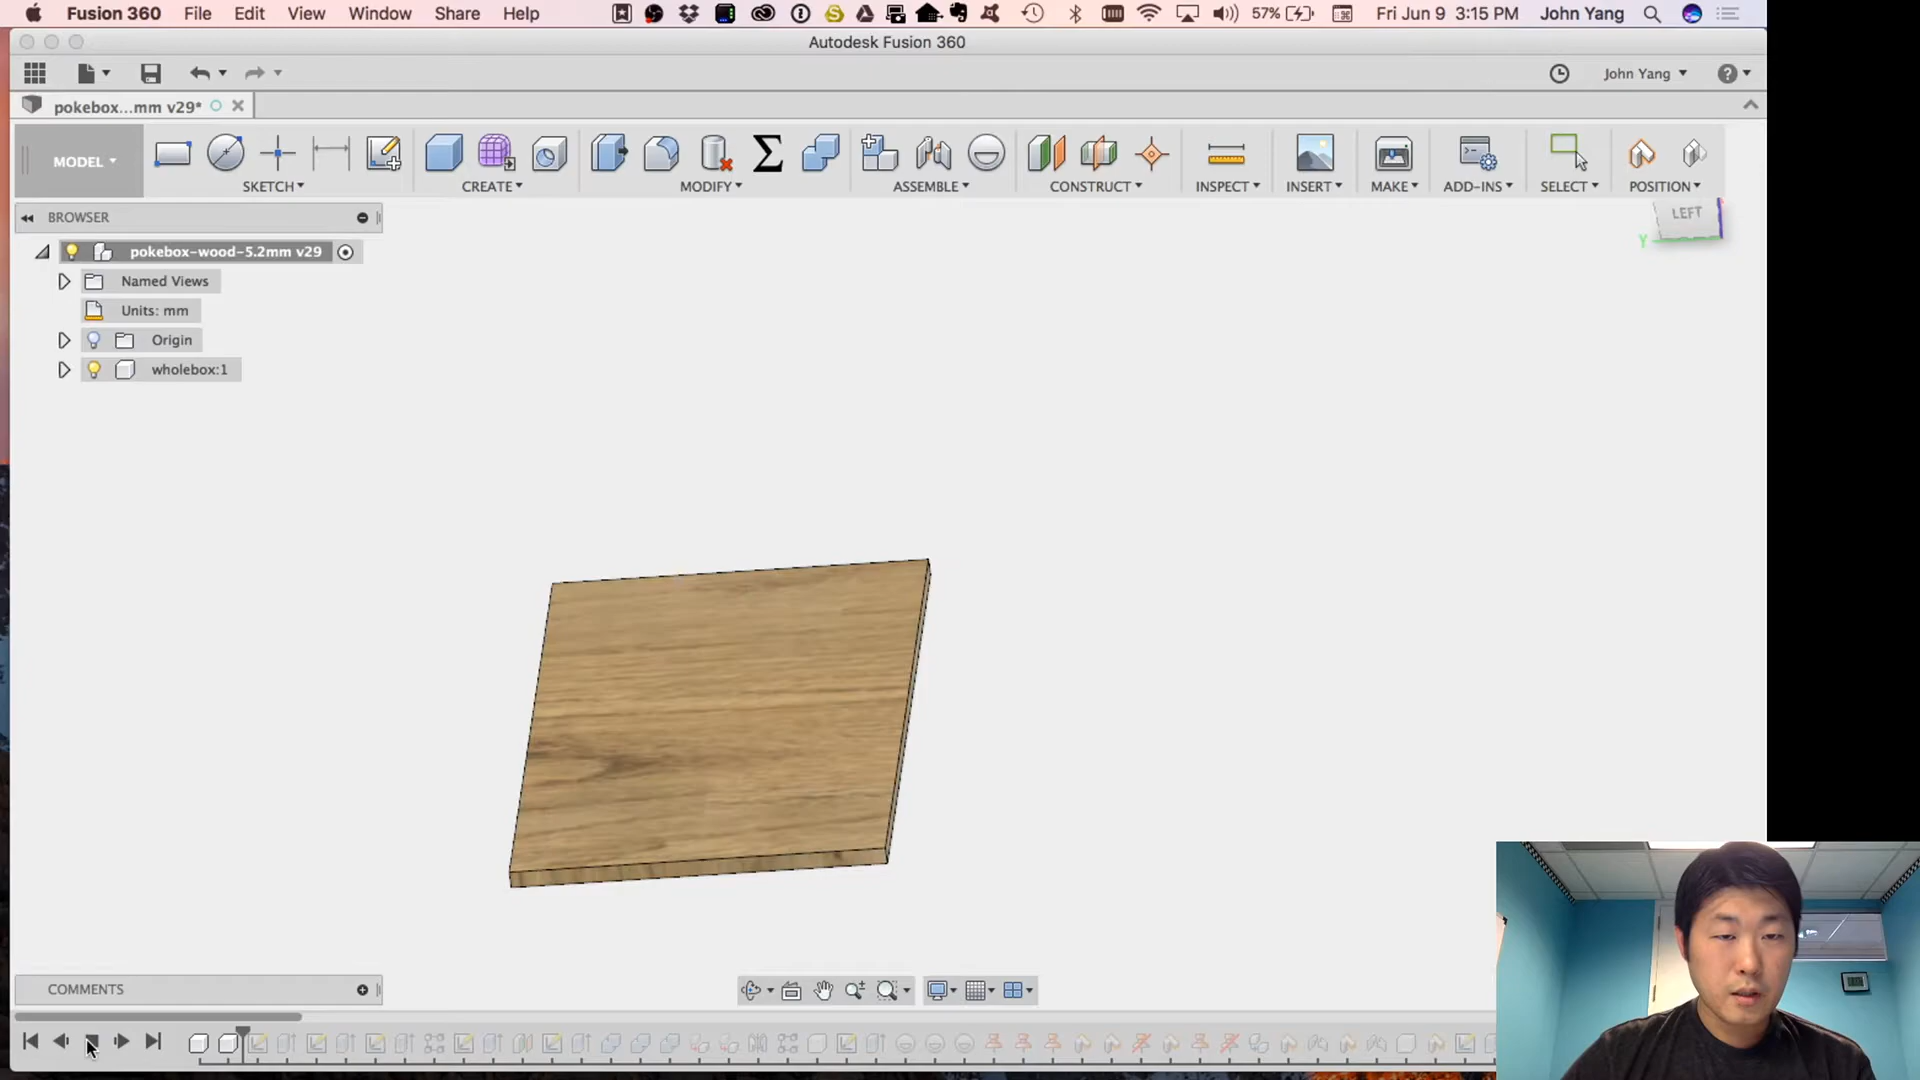 Fusion 360 File Edit View Window Share Help 57% Fri Jun 9 3:15 PM John Yang
Autodesk Fusion 360
John Yang
pokebox...mm v29*
MODEL
SKETCH CREATE MODIFY ASSEMBLE CONSTRUCT INSPECT INSERT MAKE ADD-INS SELECT POSITION
BROWSER
LEFT
Y
pokebox-wood-5.2mm v29
Named Views
Units: mm
Origin
wholebox:1
COMMENTS